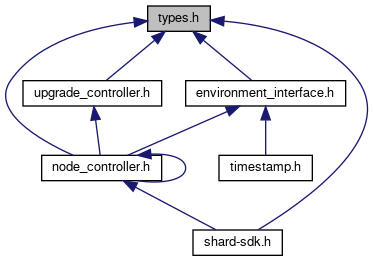 types.h
upgrade_controller.h
environment_interface.h
node_controller.h
timestamp.h
shard-sdk.h